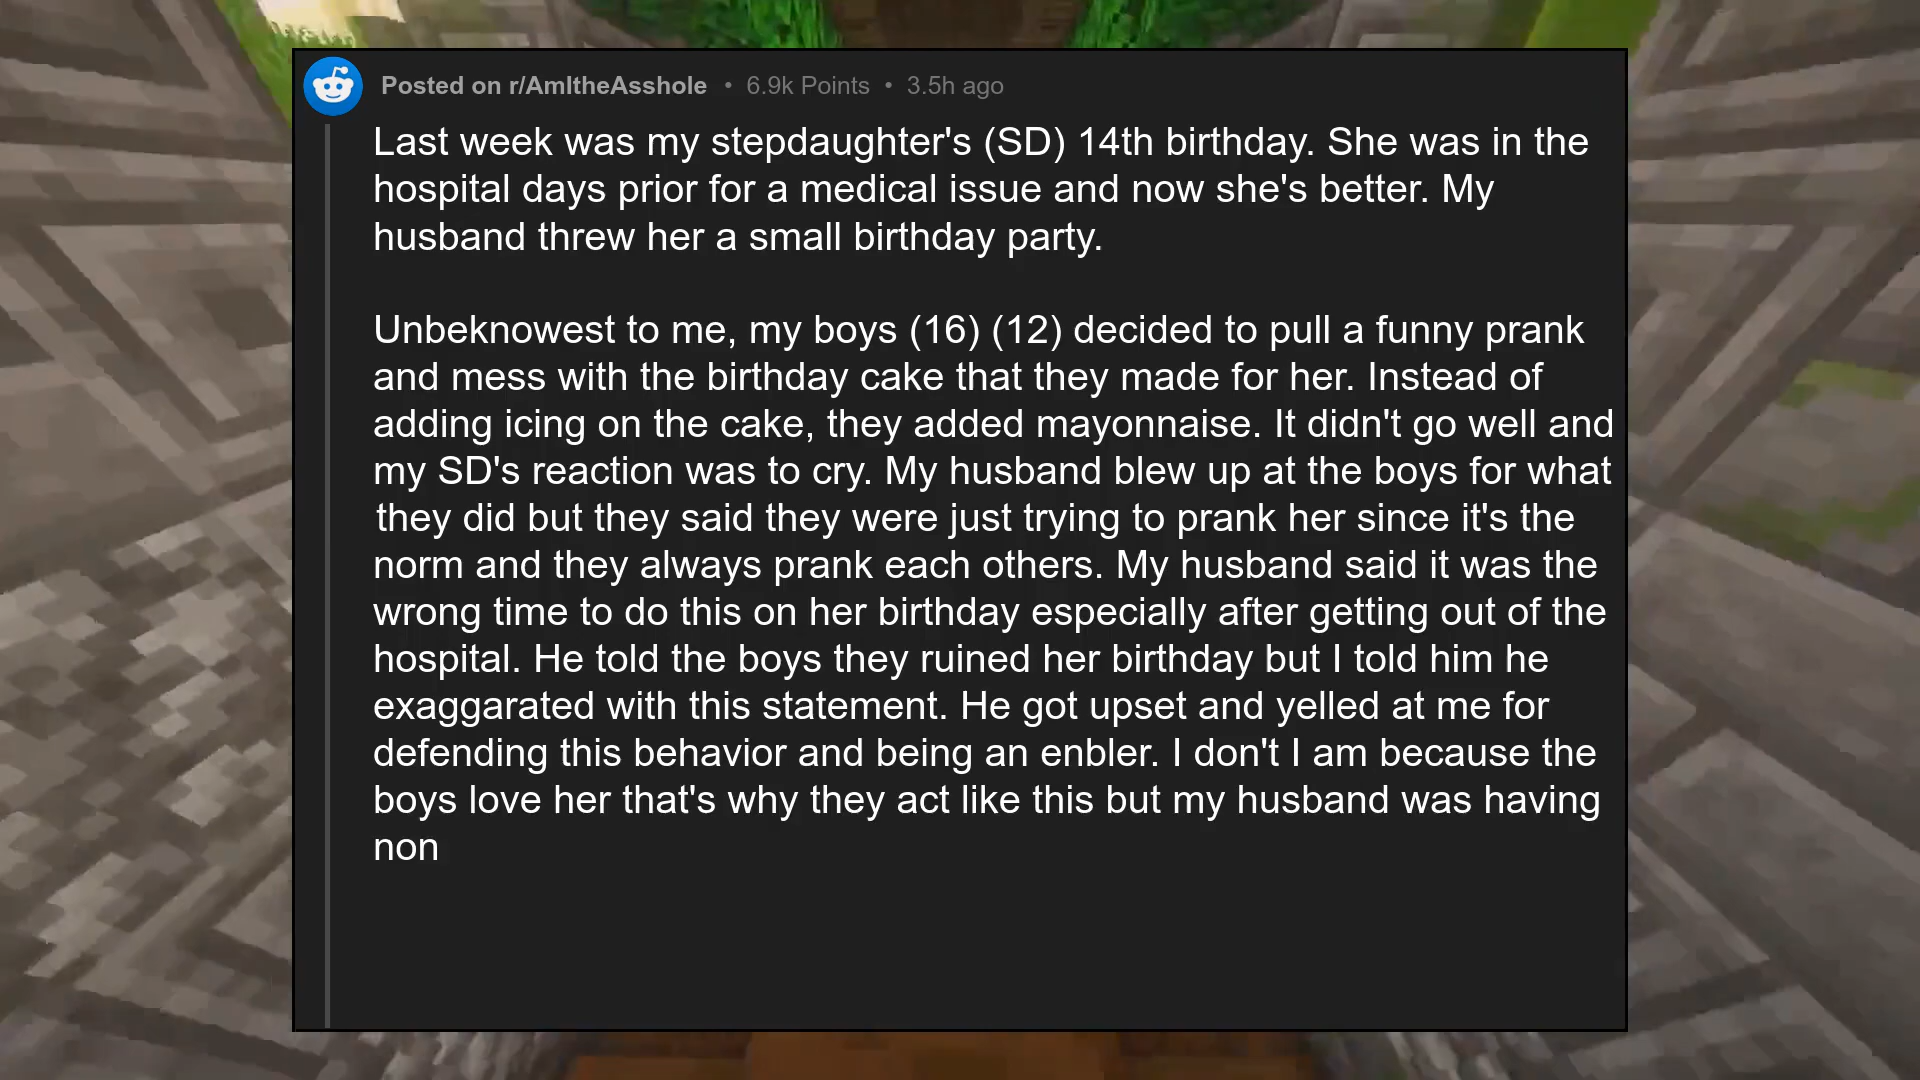 Posted on r/AmItheAsshole • 6.9k Points • 3.5h ago
Last week was my stepdaughter's (SD) 14th birthday. She was in the
hospital days prior for a medical issue and now she's better. My
husband threw her a small birthday party.
Unbeknowest to me, my boys (16) (12) decided to pull a funny prank
and mess with the birthday cake that they made for her. Instead of
adding icing on the cake, they added mayonnaise. It didn't go well and
my SD's reaction was to cry. My husband blew up at the boys for what
they did but they said they were just trying to prank her since it's the
norm and they always prank each others. My husband said it was the
wrong time to do this on her birthday especially after getting out of the
hospital. He told the boys they ruined her birthday but I told him he
exaggarated with this statement. He got upset and yelled at me for
defending this behavior and being an enbler. I don't I am because the
boys love her that's why they act like this but my husband was having
non